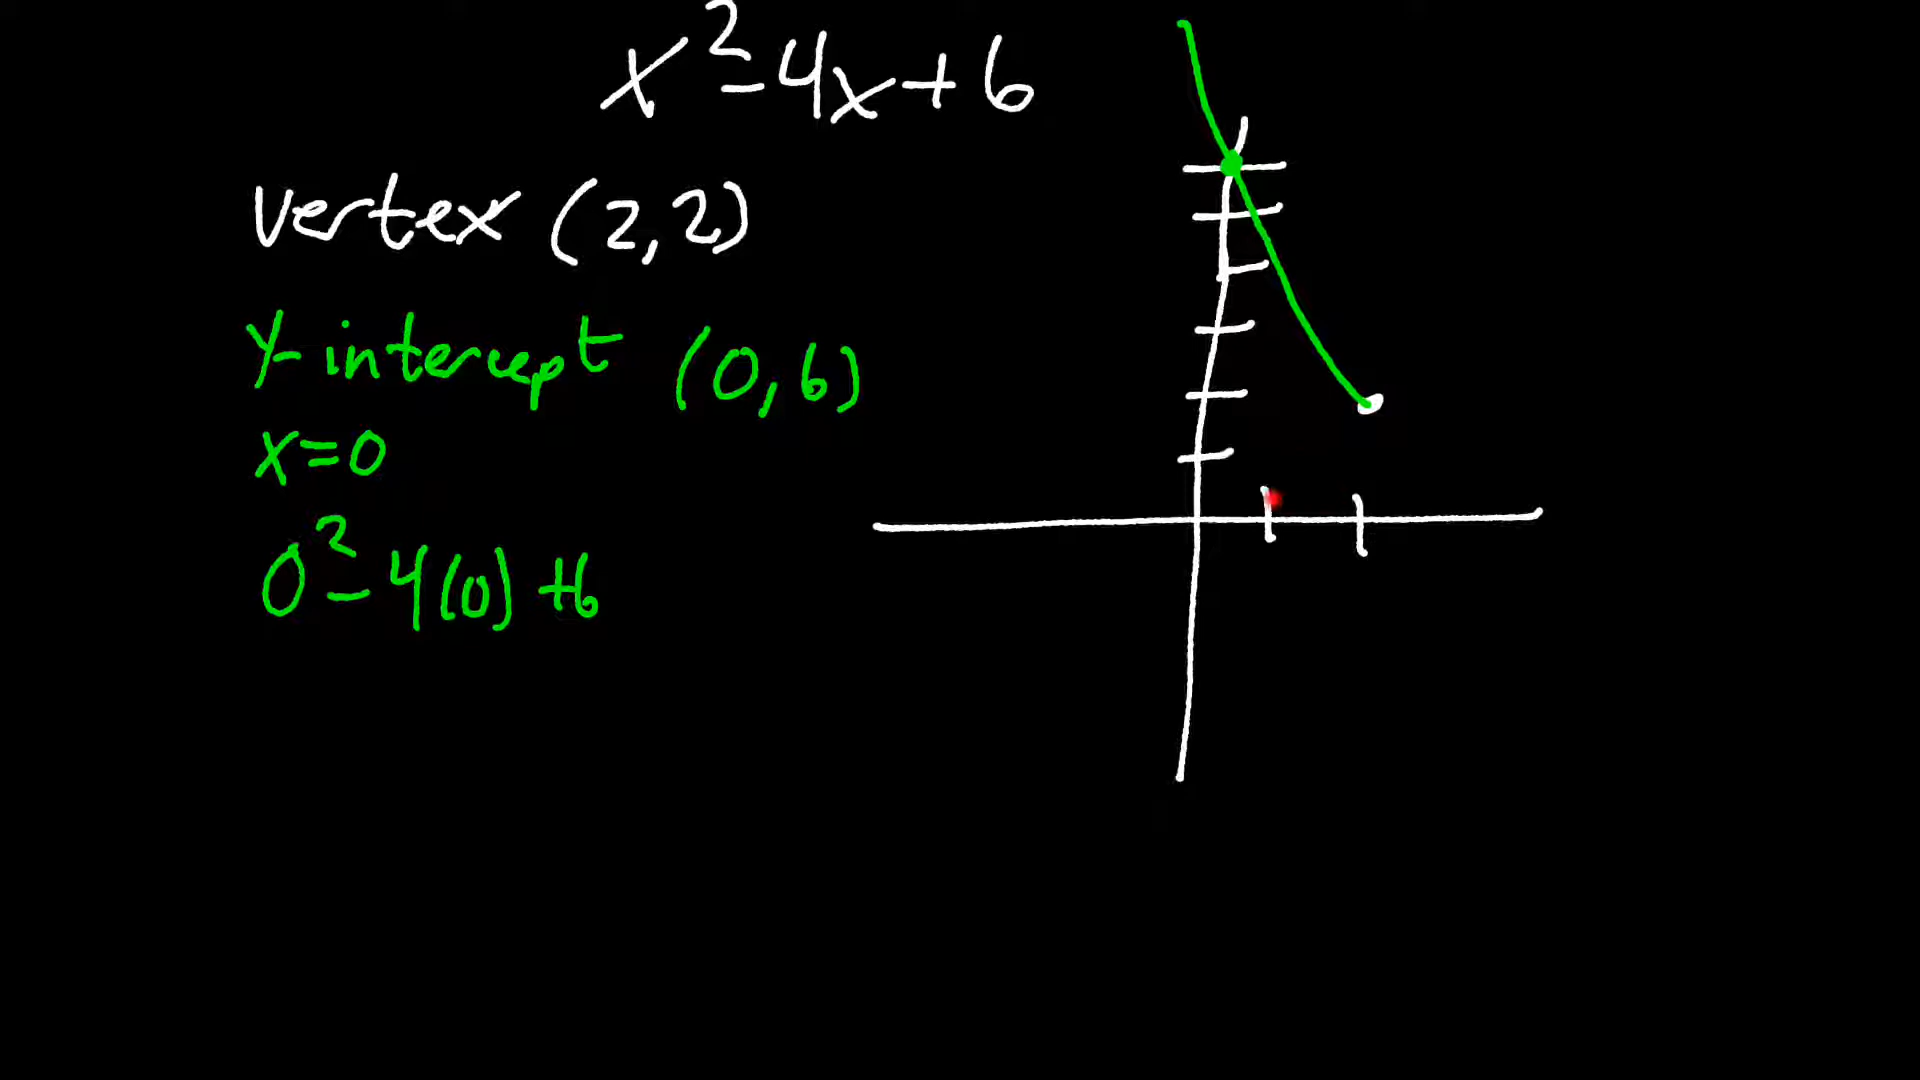 x²-4x+6
vertex (2,2)
y-intercept (0,6)
x=0
0²-4(0)+6